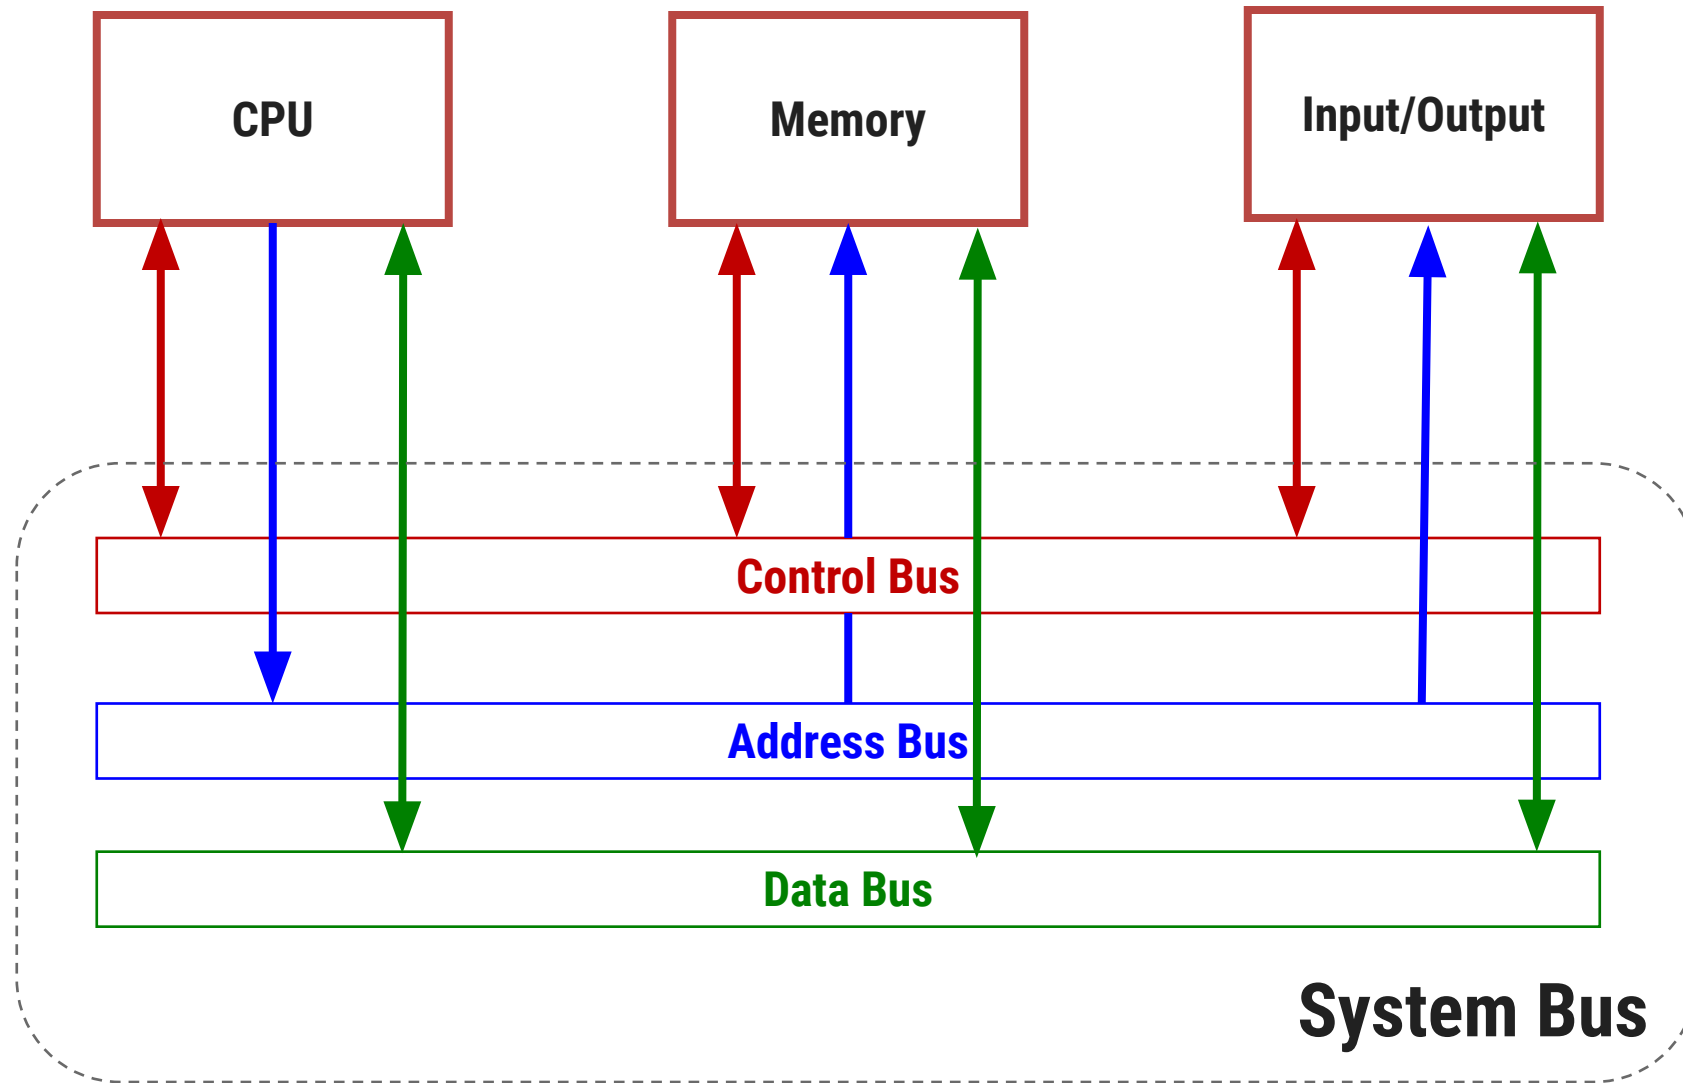 CPU
Memory
Input/Output
Control Bus
Address Bus
Data Bus
System Bus